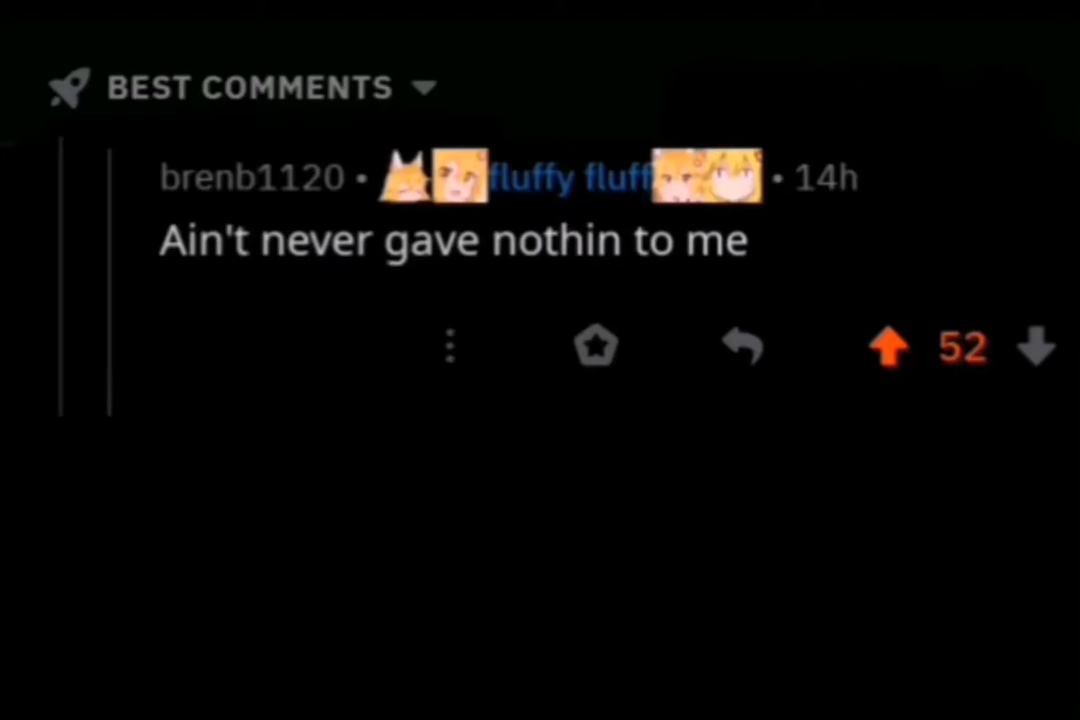 BEST COMMENTS
brenb1120 • fluffy fluff • 14h
Ain't never gave nothin to me
52